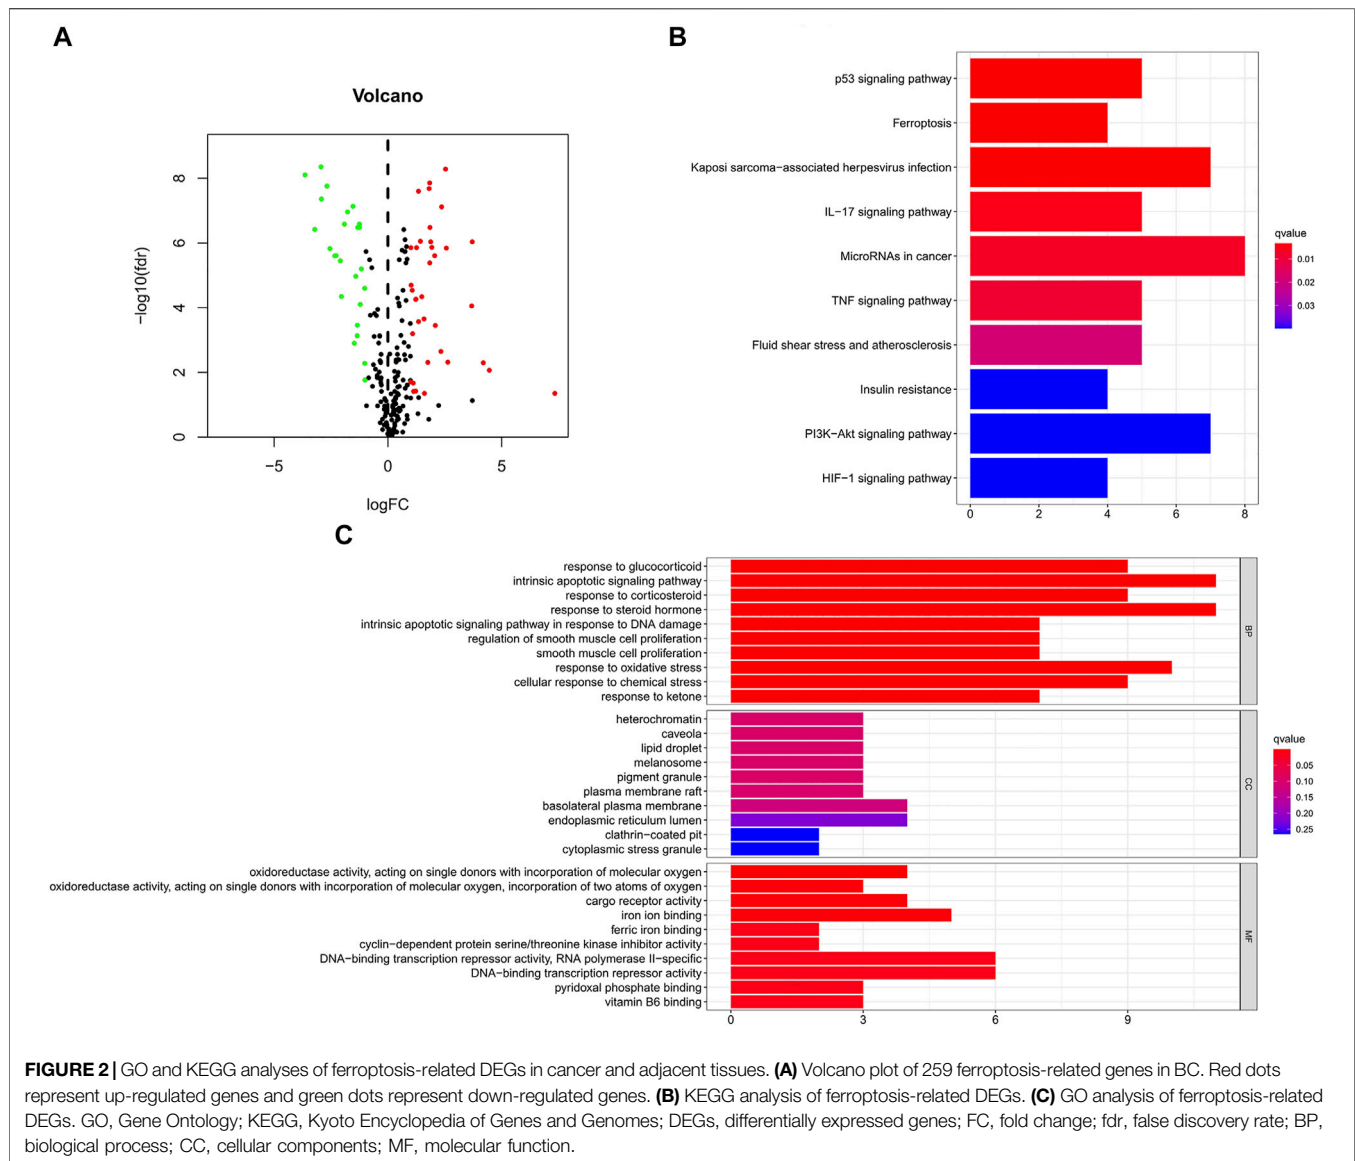 A
Volcano
−log10(fdr)
8
6
4
2
0
−5
0
5
logFC
B
p53 signaling pathway
Ferroptosis
Kaposi sarcoma−associated herpesvirus infection
IL−17 signaling pathway
MicroRNAs in cancer
TNF signaling pathway
Fluid shear stress and atherosclerosis
Insulin resistance
PI3K−Akt signaling pathway
HIF−1 signaling pathway
0
2
4
6
8
qvalue
0.01
0.02
0.03
C
response to glucocorticoid
intrinsic apoptotic signaling pathway
response to corticosteroid
response to steroid hormone
intrinsic apoptotic signaling pathway in response to DNA damage
regulation of smooth muscle cell proliferation
smooth muscle cell proliferation
response to oxidative stress
cellular response to chemical stress
response to ketone
BP
heterochromatin
caveola
lipid droplet
melanosome
pigment granule
plasma membrane raft
basolateral plasma membrane
endoplasmic reticulum lumen
clathrin−coated pit
cytoplasmic stress granule
CC
oxidoreductase activity, acting on single donors with incorporation of molecular oxygen
oxidoreductase activity, acting on single donors with incorporation of molecular oxygen, incorporation of two atoms of oxygen
cargo receptor activity
iron ion binding
ferric iron binding
cyclin−dependent protein serine/threonine kinase inhibitor activity
DNA−binding transcription repressor activity, RNA polymerase II−specific
DNA−binding transcription repressor activity
pyridoxal phosphate binding
vitamin B6 binding
MF
0
3
6
9
qvalue
0.05
0.10
0.15
0.20
0.25
FIGURE 2 | GO and KEGG analyses of ferroptosis-related DEGs in cancer and adjacent tissues. (A) Volcano plot of 259 ferroptosis-related genes in BC. Red dots
represent up-regulated genes and green dots represent down-regulated genes. (B) KEGG analysis of ferroptosis-related DEGs. (C) GO analysis of ferroptosis-related
DEGs. GO, Gene Ontology; KEGG, Kyoto Encyclopedia of Genes and Genomes; DEGs, differentially expressed genes; FC, fold change; fdr, false discovery rate; BP,
biological process; CC, cellular components; MF, molecular function.